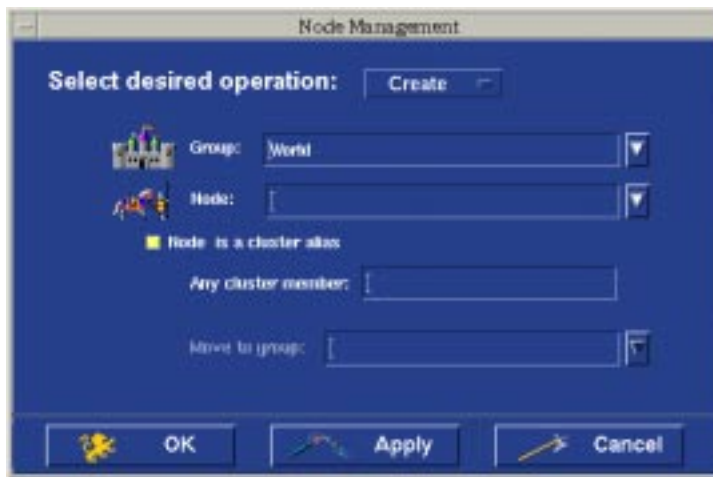 Node Management
Select desired operation: Create
Group: World
Node:
Node is a cluster alias
Any cluster member:
Move to group:
OK Apply Cancel